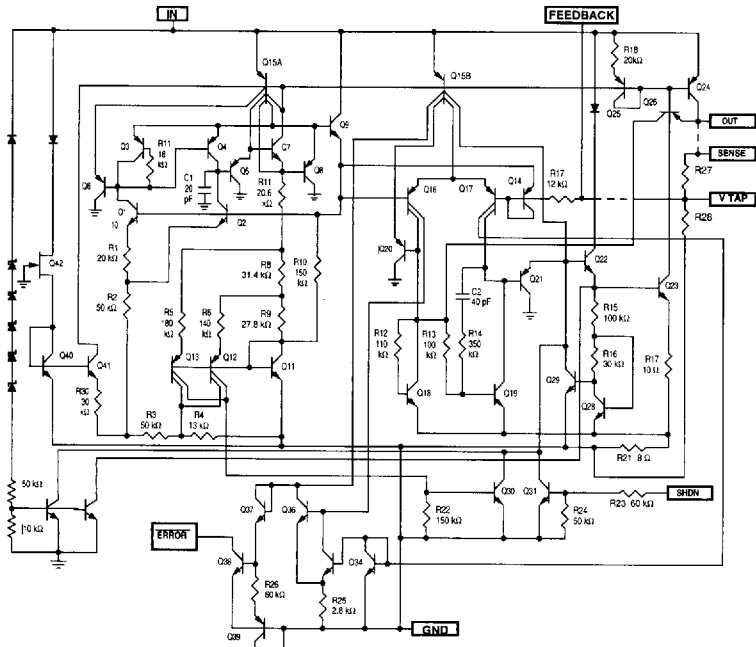 IN
FEEDBACK
R18
20kΩ
Q15A
Q15B
Q24
Q25
Q26
OUT
SENSE
V TAP
Q3
R11
18
kΩ
Q4
Q7
Q9
Q6
Q5
Q8
C1
20
pF
R11
20.6
kΩ
Q16
Q17
Q14
R17
12 kΩ
R27
R28
Q1
10
Q2
R1
20 kΩ
R2
50 kΩ
R8
31.4 kΩ
R10
150
kΩ
R9
27.8 kΩ
R5
180
kΩ
R6
140
kΩ
Q42
Q20
Q21
Q22
Q23
C2
40 pF
R15
100 kΩ
R12
110
kΩ
R13
100
kΩ
R14
350
kΩ
R16
30 kΩ
R17
10 Ω
Q40
Q41
Q13
Q12
Q11
Q18
Q19
Q29
Q28
R30
30
kΩ
R3
50 kΩ
R4
13 kΩ
R21 8 Ω
50 kΩ
10 kΩ
Q30
Q31
SHDN
R22
150 kΩ
R24
50 kΩ
R23 60 kΩ
Q37
Q36
ERROR
Q38
Q34
R26
60 kΩ
R25
2.8 kΩ
Q39
GND